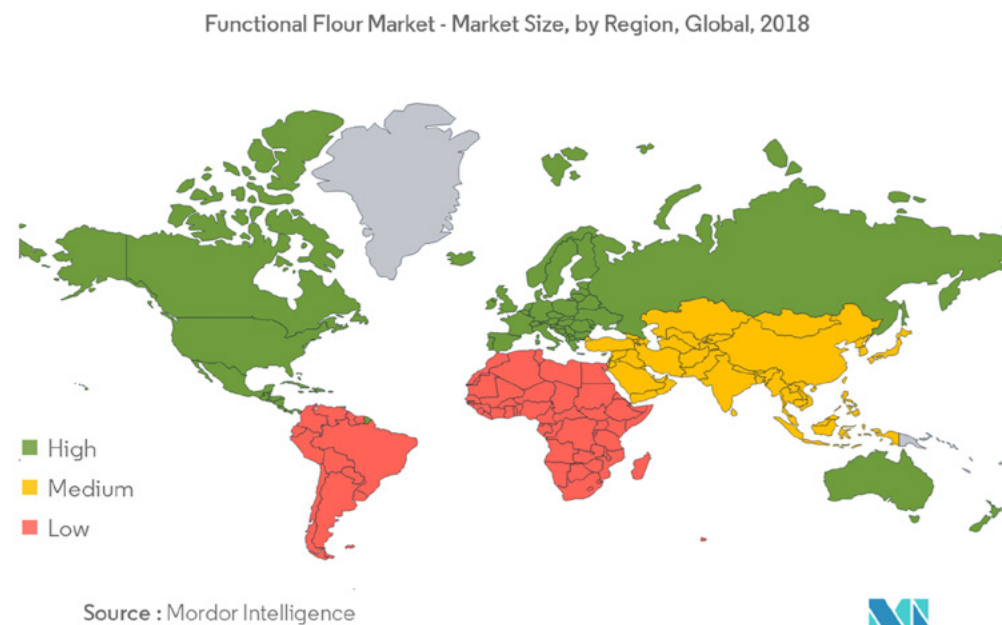 Functional Flour Market - Market Size, by Region, Global, 2018
High
Medium
Low
Source : Mordor Intelligence